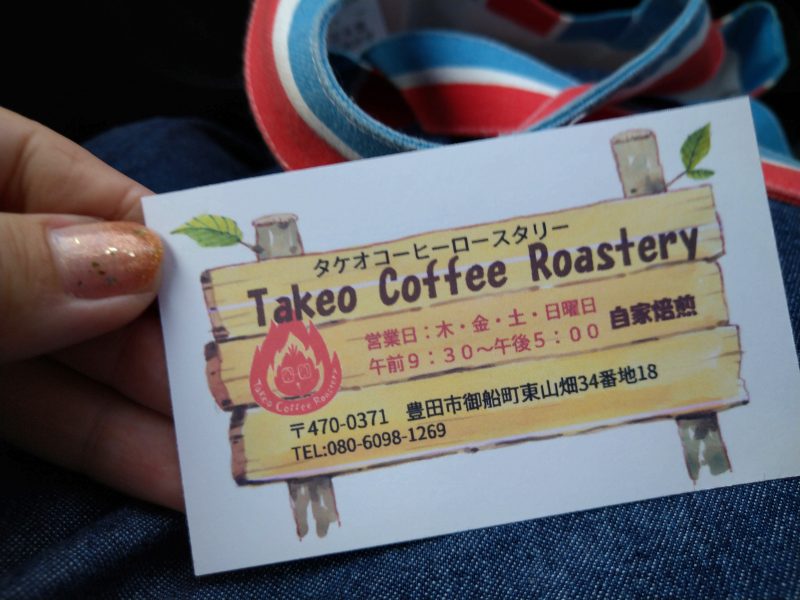 タケオコーヒーロースタリー
Takeo Coffee Roastery
営業日：木・金・土・日曜日
午前９：３０～午後５：００
自家焙煎
Takeo Coffee Roastery
〒470-0371 豊田市御船町東山畑34番地18
TEL:080-6098-1269